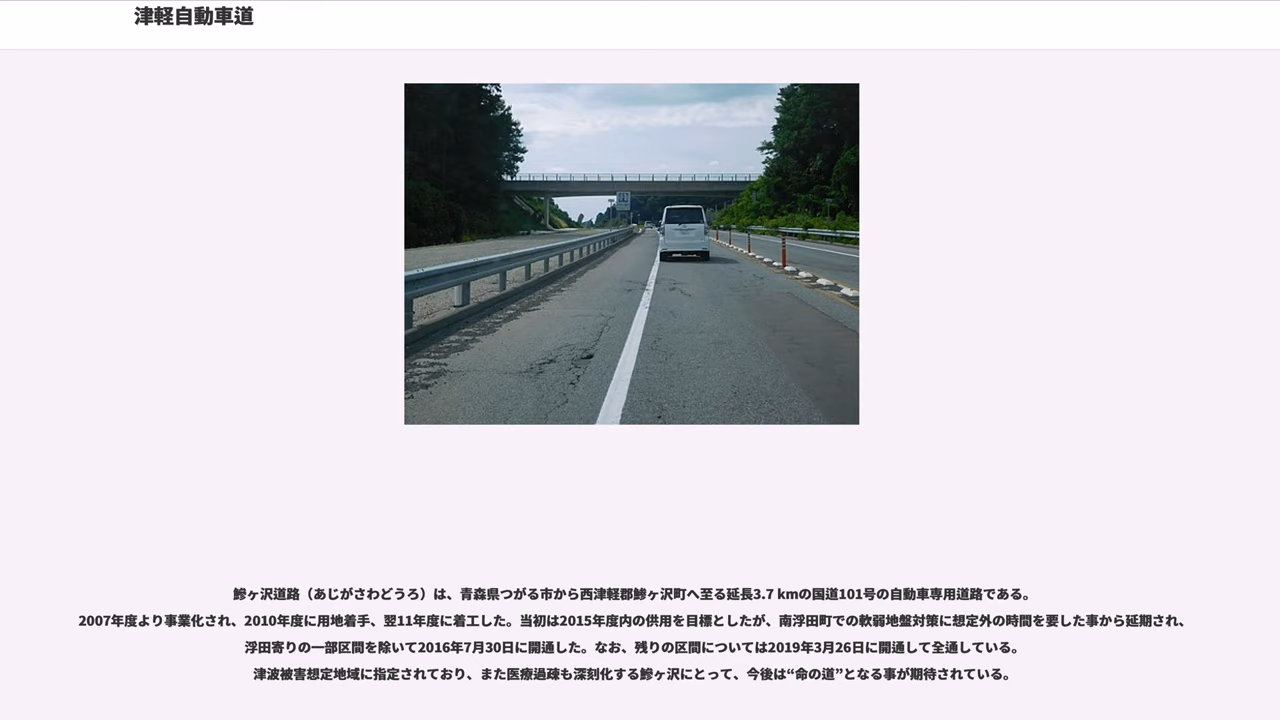 津軽自動車道
鰺ヶ沢道路（あじがさわどうろ）は、青森県つがる市から西津軽郡鰺ヶ沢町へ至る延長3.7 kmの国道101号の自動車専用道路である。
2007年度より事業化され、2010年度に用地着手、翌11年度に着工した。当初は2015年度内の供用を目標としたが、南浮田町での軟弱地盤対策に想定外の時間を要した事から延期され、
浮田寄りの一部区間を除いて2016年7月30日に開通した。なお、残りの区間については2019年3月26日に開通して全通している。
津波被害想定地域に指定されており、また医療過疎も深刻化する鰺ヶ沢にとって、今後は“命の道”となる事が期待されている。